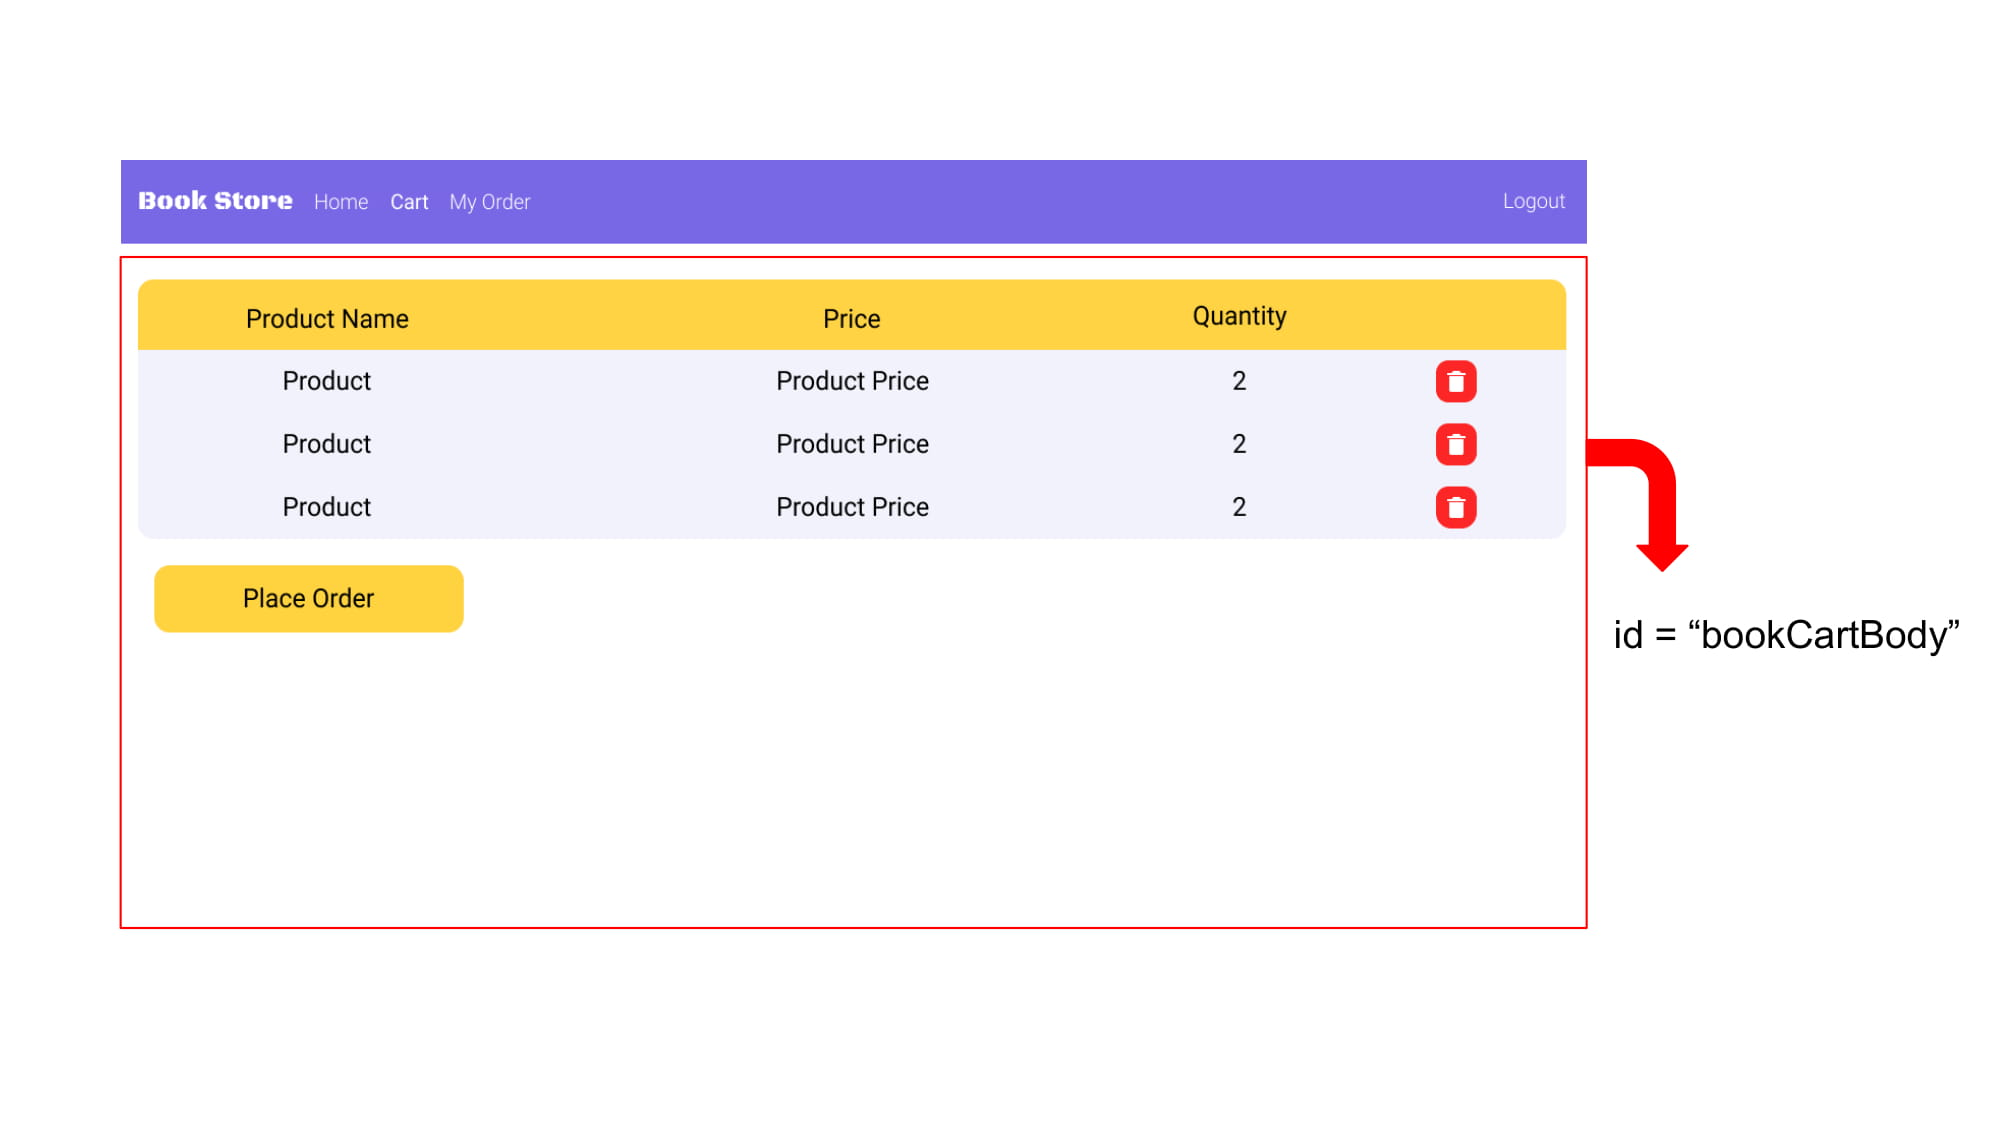 Book Store Home Cart My Order Logout
Product Name Price Quantity
Product Product Price 2
Product Product Price 2
Product Product Price 2
Place Order
id = “bookCartBody”